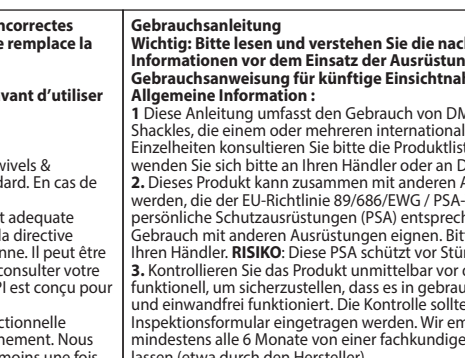 ncorrectes
e remplace la
vant d’utiliser
wivels &
dard. En cas de
t adequate
la directive
nne. Il peut être
consulter votre
PI est conçu pour
ctionnelle
nement. Nous
moins une fois
Gebrauchsanleitung
Wichtig: Bitte lesen und verstehen Sie die nac
Informationen vor dem Einsatz der Ausrüstun
Gebrauchsanweisung für künftige Einsichtna
Allgemeine Information :
1 Diese Anleitung umfasst den Gebrauch von DM
Shackles, die einem oder mehreren international
Einzelheiten konsultieren Sie bitte die Produktlist
wenden Sie sich bitte an Ihren Händler oder an D
2. Dieses Produkt kann zusammen mit anderen A
werden, die der EU-Richtlinie 89/686/EWG / PSA-
persönliche Schutzausrüstungen (PSA) entsprech
Gebrauch mit anderen Ausrüstungen eignen. Bit
Ihren Händler. RISIKO: Diese PSA schützt vor Stür
3. Kontrollieren Sie das Produkt unmittelbar vor
funktionell, um sicherzustellen, dass es in gebrau
und einwandfrei funktioniert. Die Kontrolle sollte
Inspektionsformular eingetragen werden. Wir em
mindestens alle 6 Monate von einer fachkundige
lassen (etwa durch den Hersteller)